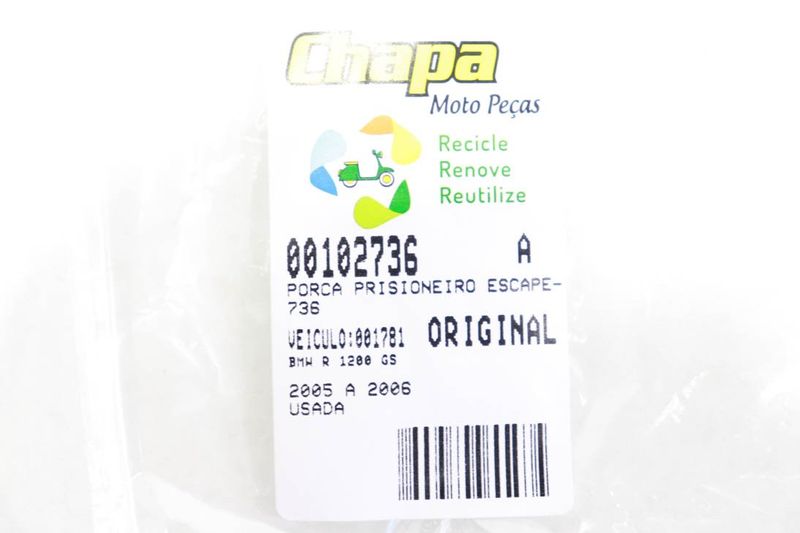 Chapa
Moto Peças
Recicle
Renove
Reutilize
00102736 A
PORCA PRISIONEIRO ESCAPE-
736
VEICULO:001781 ORIGINAL
BMW R 1200 GS
2005 A 2006
USADA